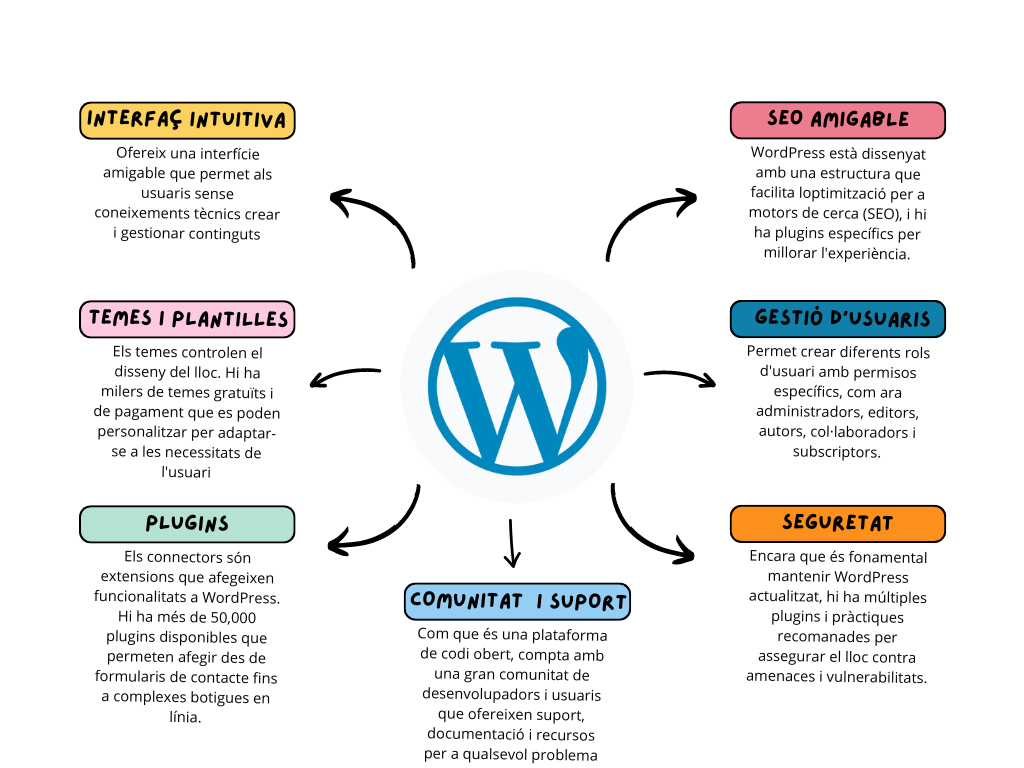 INTERFAÇ INTUITIVA
Ofereix una interfície
amigable que permet als
usuaris sense
coneixements tècnics crear
i gestionar continguts
TEMES I PLANTILLES
Els temes controlen el
disseny del lloc. Hi ha
milers de temes gratuïts i
de pagament que es poden
personalitzar per adaptar-
se a les necessitats de
l'usuari
PLUGINS
Els connectors són
extensions que afegeixen
funcionalitats a WordPress.
Hi ha més de 50,000
plugins disponibles que
permeten afegir des de
formularis de contacte fins
a complexes botigues en
línia.
W
COMUNITAT I SUPORT
Com que és una plataforma
de codi obert, compta amb
una gran comunitat de
desenvolupadors i usuaris
que ofereixen suport,
documentació i recursos
per a qualsevol problema
SEO AMIGABLE
WordPress està dissenyat
amb una estructura que
facilita loptimització per a
motors de cerca (SEO), i hi
ha plugins específics per
millorar l'experiència.
GESTIÓ D'USUARIS
Permet crear diferents rols
d'usuari amb permisos
específics, com ara
administradors, editors,
autors, col·laboradors i
subscriptors.
SEGURETAT
Encara que és fonamental
mantenir WordPress
actualitzat, hi ha múltiples
plugins i pràctiques
recomanades per
assegurar el lloc contra
amenaces i vulnerabilitats.